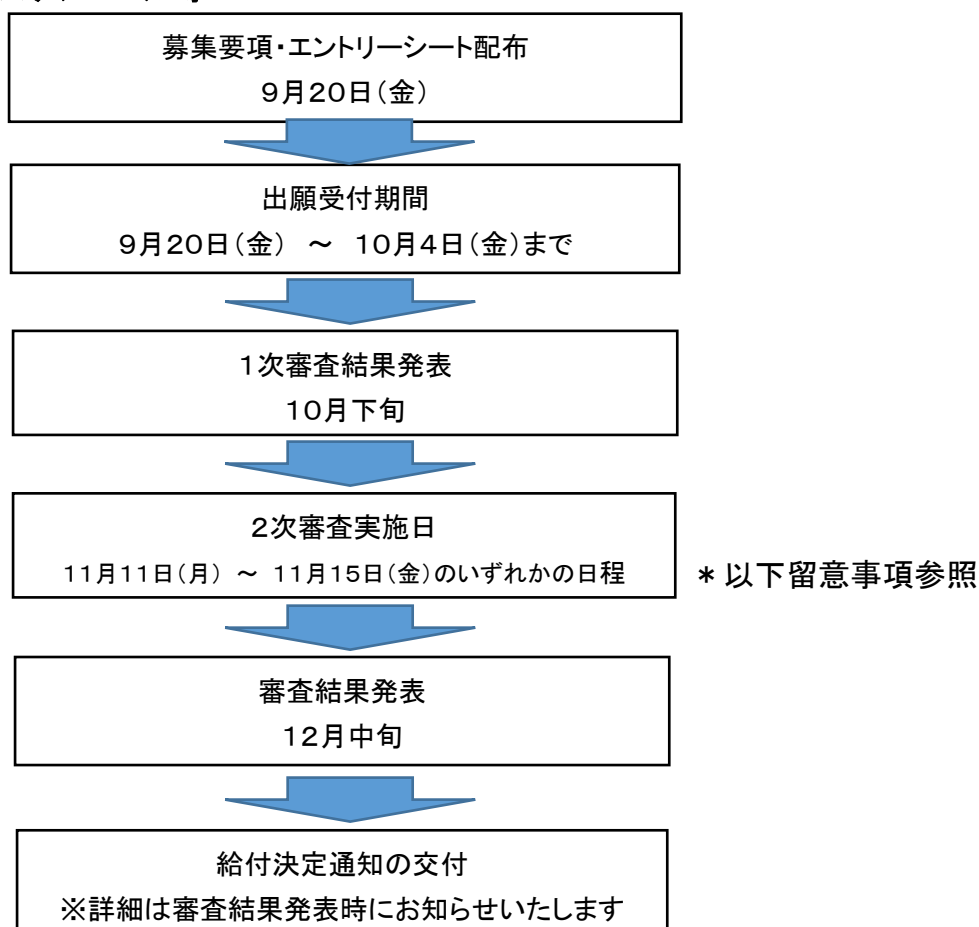 募集要項・エントリーシート配布
9月20日(金)
出願受付期間
9月20日(金) ～ 10月4日(金)まで
1次審査結果発表
10月下旬
2次審査実施日
11月11日(月) ～ 11月15日(金)のいずれかの日程
＊以下留意事項参照
審査結果発表
12月中旬
給付決定通知の交付
※詳細は審査結果発表時にお知らせいたします